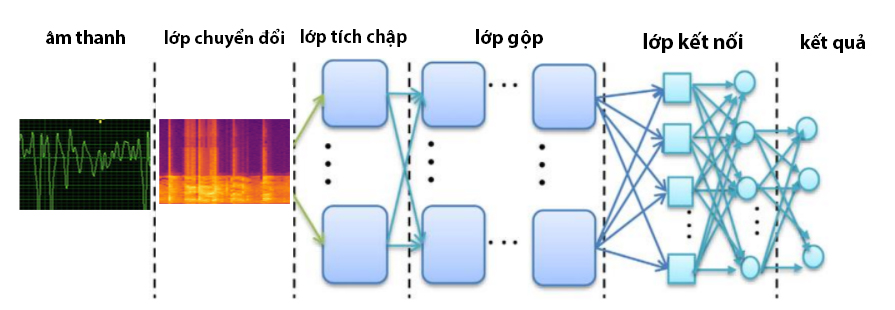 âm thanh
lớp chuyển đổi
lớp tích chập
lớp gộp
lớp kết nối
kết quả